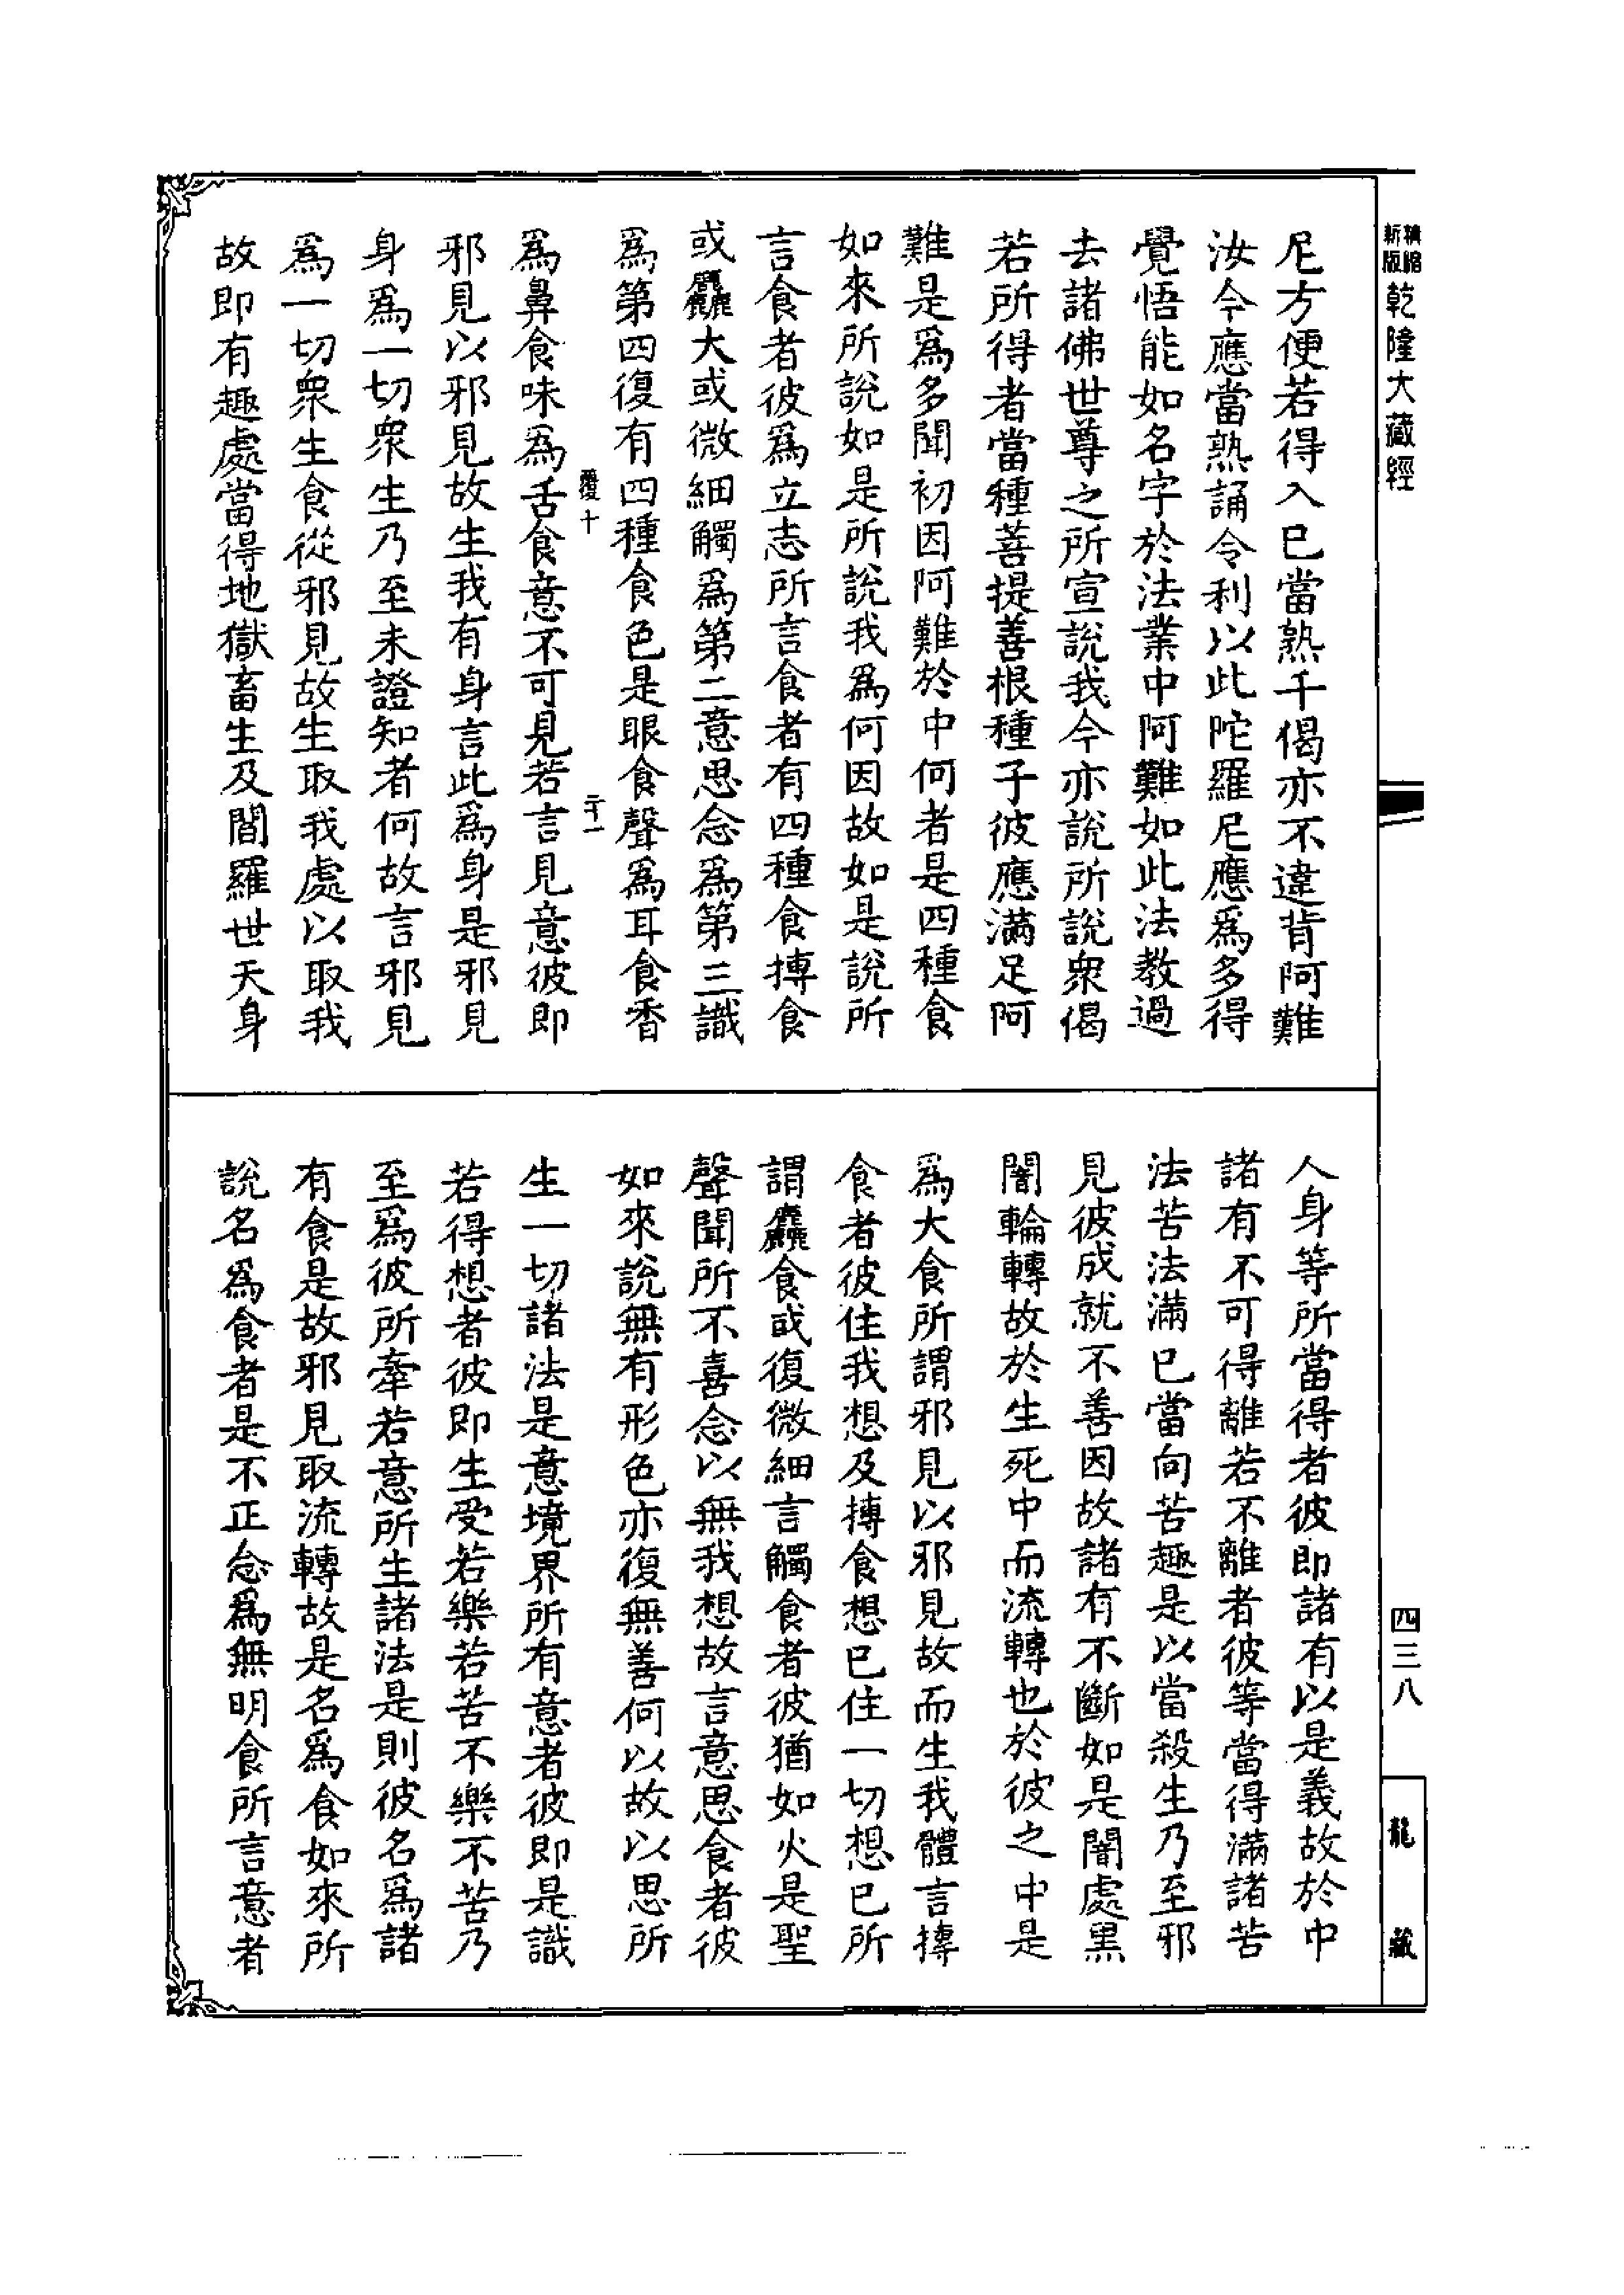 精縮新版乾隆大藏經
尼方便若得入已當熟千偈亦不違背阿難
汝今應當熟誦令利以此陀羅尼應爲多得
覺悟能如名字於法業中阿難如此法教過
去諸佛世尊之所宣說我今亦說所說衆偈
若所得者當種菩提善根種子彼應滿足阿
難是爲多聞初因阿難於中何者是四種食
如來所說如是所說我爲何因故如是說所
言食者彼爲立志所言食者有四種食摶食
或麤大或微細觸爲第二意思念爲第三識
爲第四復有四種食色是眼食聲爲耳食香
覆十
二十一
爲鼻食味爲舌食意不可見若言見意彼即
邪見以邪見故生我有身言此爲身是邪見
身爲一切衆生乃至未證知者何故言邪見
爲一切衆生食從邪見故生取我處以取我
故即有趣處當得地獄畜生及閻羅世天身
人身等所當得者彼即諸有以是義故於中
諸有不可得離若不離者彼等當得滿諸苦
法苦法滿已當向苦趣是以當殺生乃至邪
見彼成就不善因故諸有不斷如是闇處黑
闇輪轉故於生死中而流轉也於彼之中是
爲大食所謂邪見以邪見故而生我體言摶
食者彼住我想及摶食想已住一切想已所
謂麤食或復微細言觸食者彼猶如火是聖
聲聞所不喜念以無我想故言意思食者彼
如來說無有形色亦復無善何以故以思所
生一切諸法是意境界所有意者彼即是識
若得想者彼即生受若樂若苦不樂不苦乃
至爲彼所牽若意所生諸法是則彼名爲諸
有食是故邪見取流轉故是名爲食如來所
說名爲食者是不正念爲無明食所言意者
四三八
龍藏